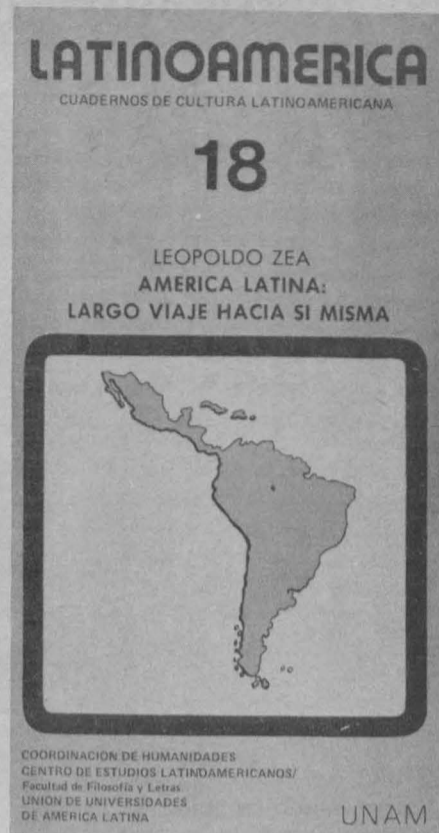 LATINOAMERICA
CUADERNOS DE CULTURA LATINOAMERICANA
18
LEOPOLDO ZEA
AMERICA LATINA:
LARGO VIAJE HACIA SI MISMA
COORDINACION DE HUMANIDADES
CENTRO DE ESTUDIOS LATINOAMERICANOS/
Facultad de Filosofía y Letras
UNION DE UNIVERSIDADES
DE AMERICA LATINA
UNAM